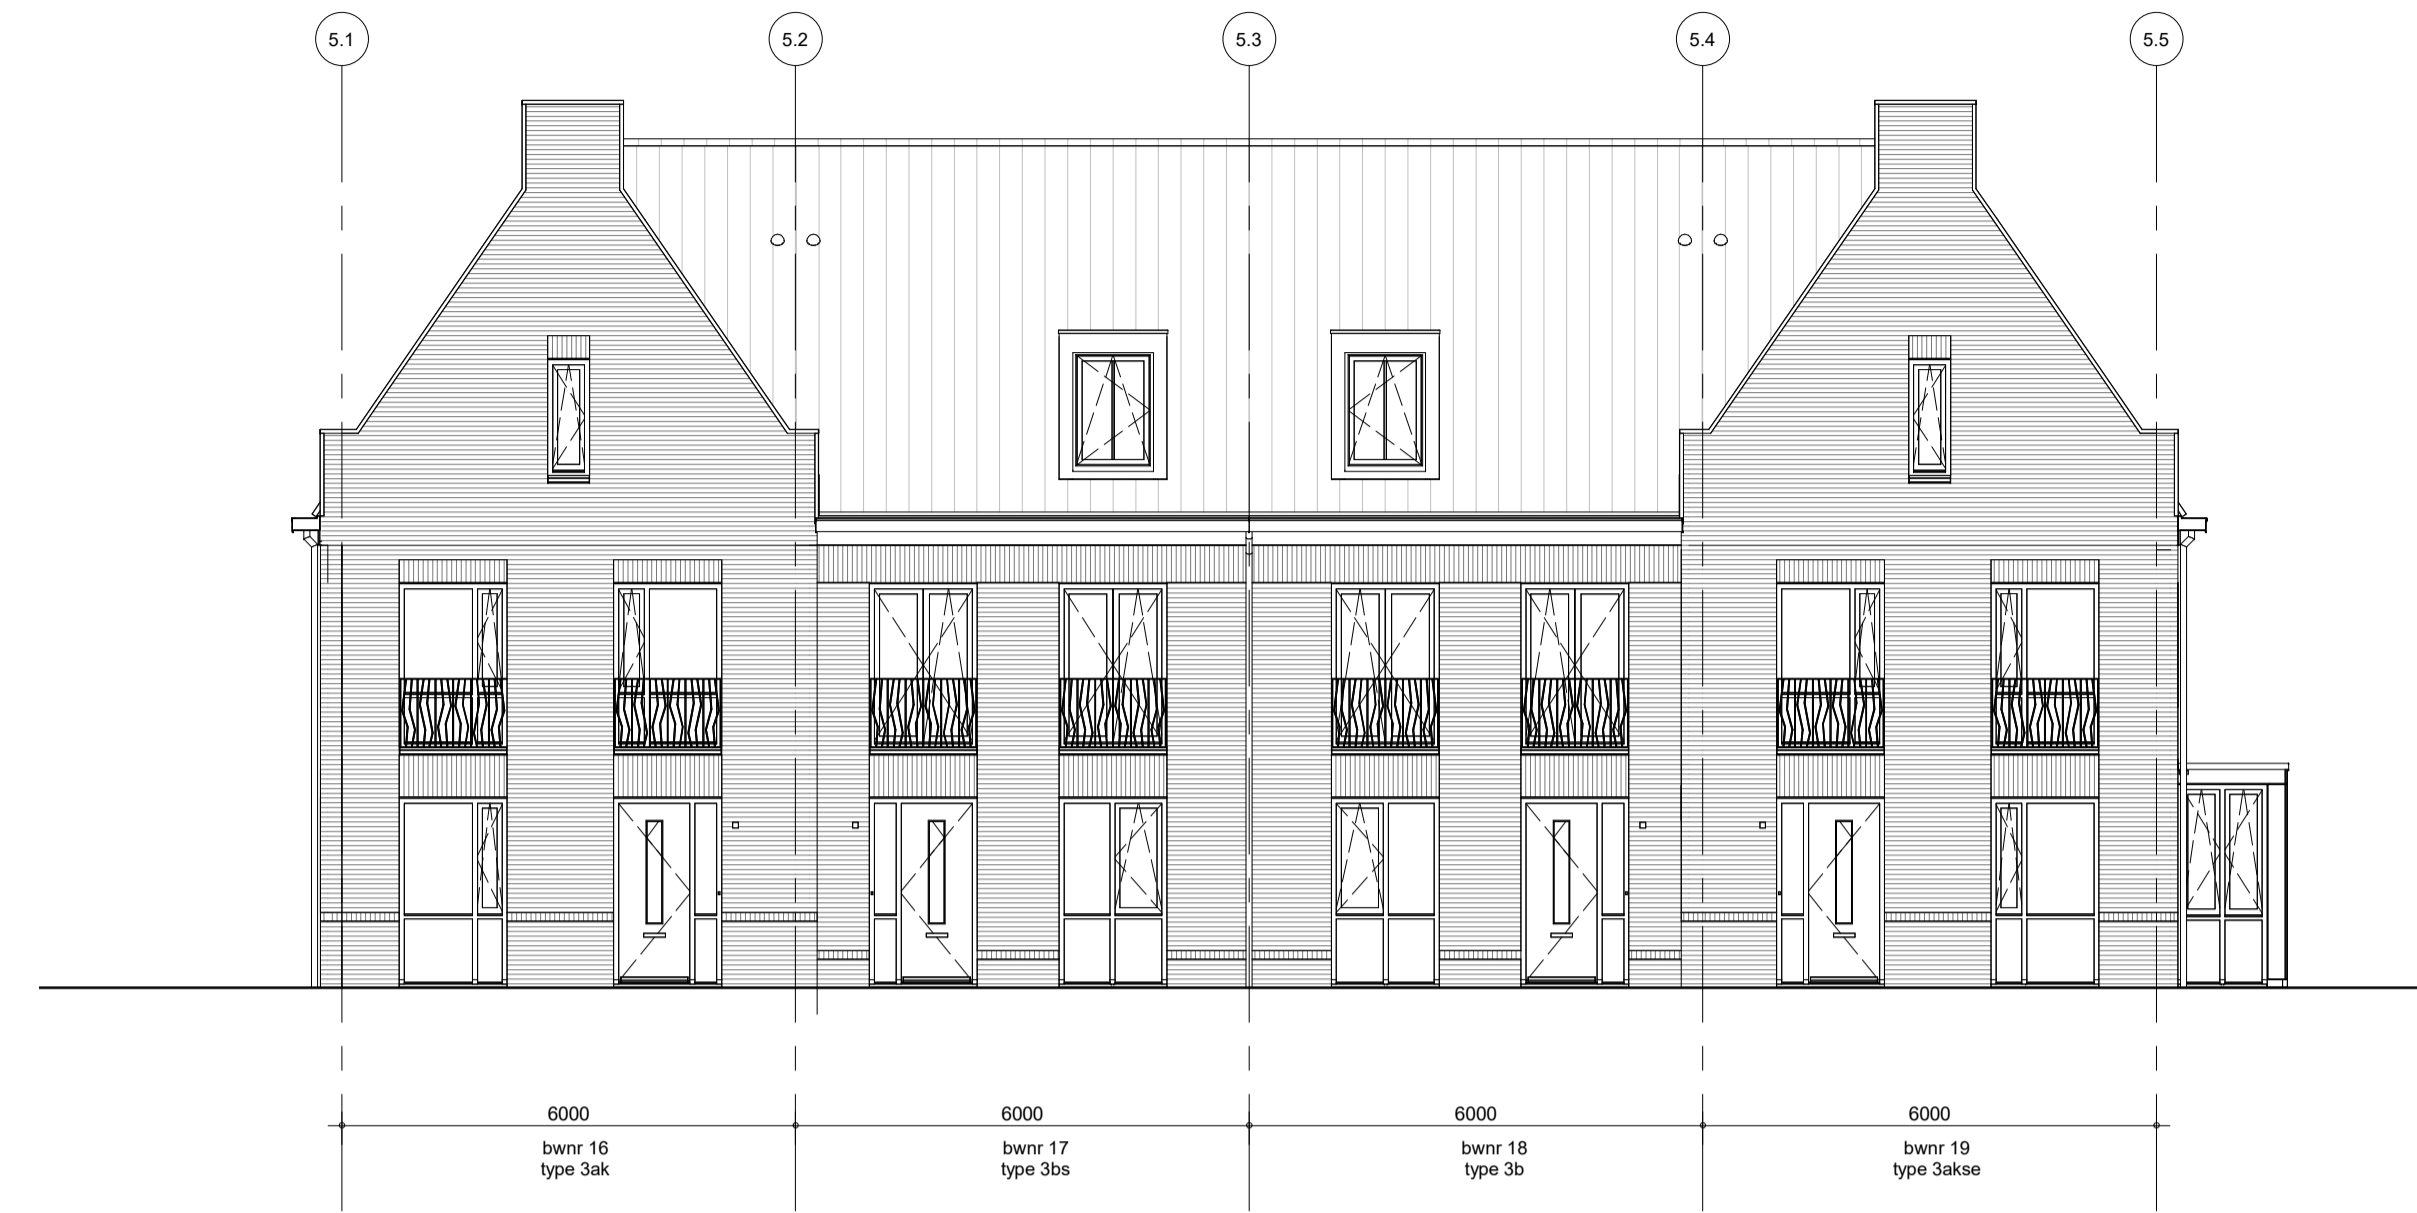 5.1 5.2 5.3 5.4 5.5
6000 6000 6000 6000
bwnr 16 bwnr 17 bwnr 18 bwnr 19
type 3ak type 3bs type 3b type 3akse